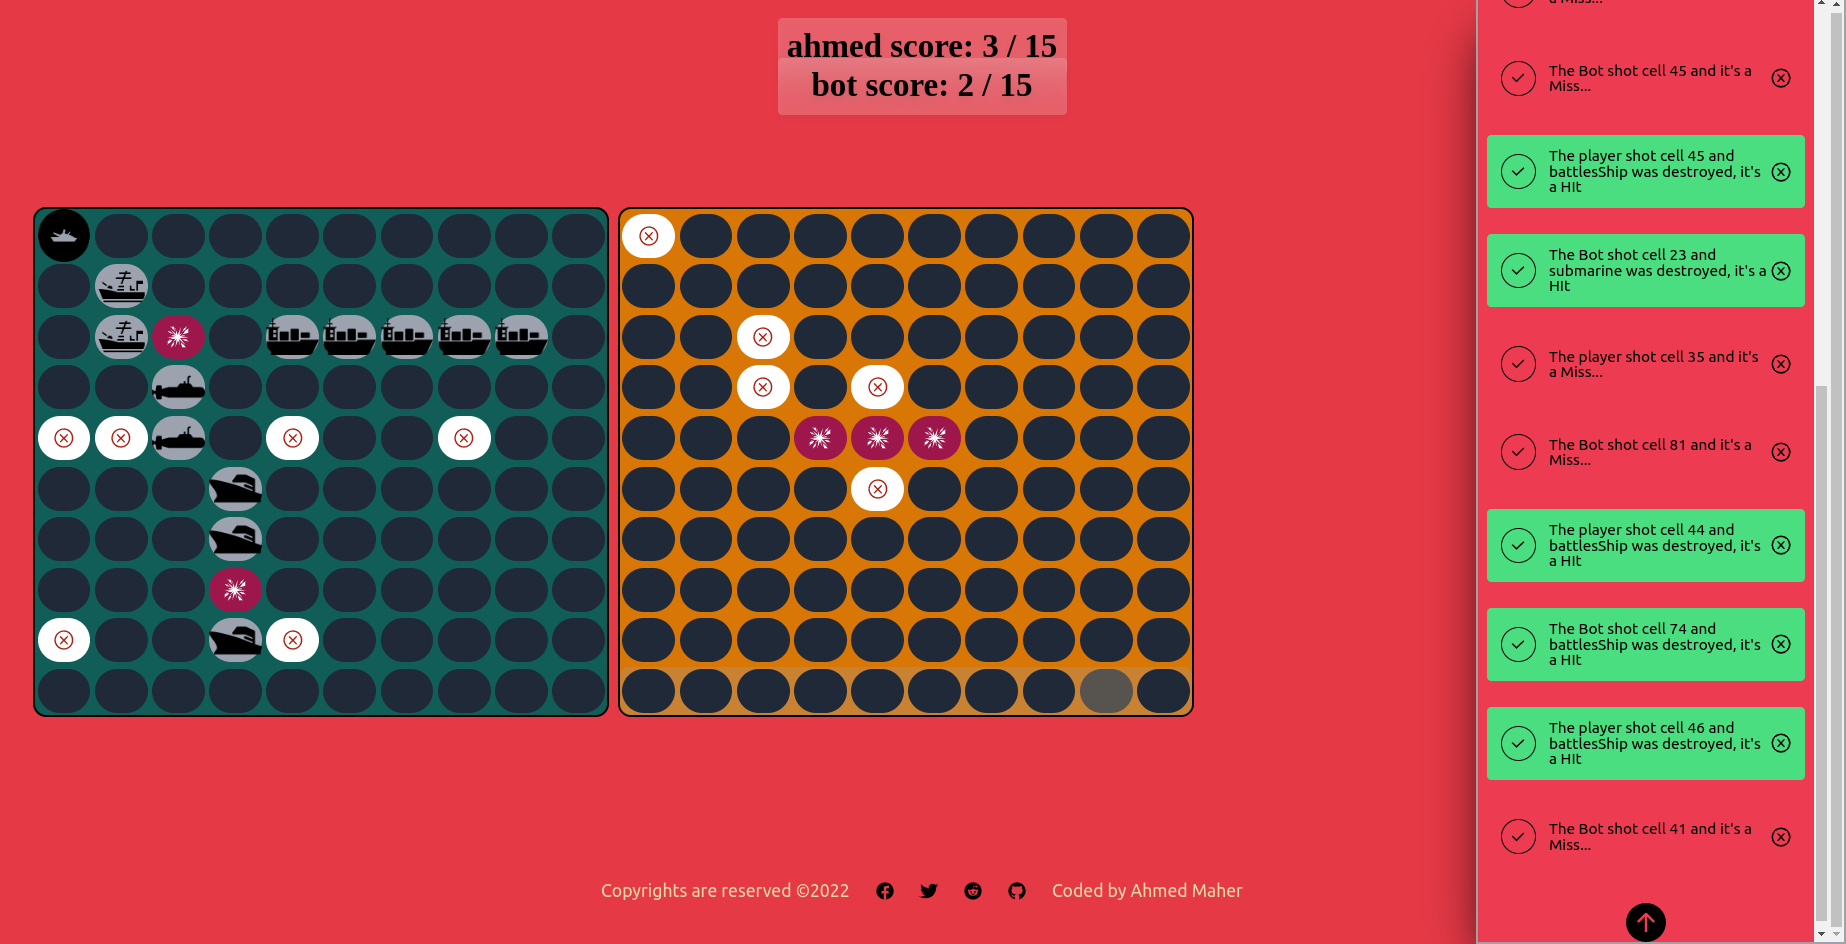 ahmed score: 3 / 15
bot score: 2 / 15
a Miss...
The Bot shot cell 45 and it's a
Miss...
The player shot cell 45 and
battlesShip was destroyed, it's
a HIt
The Bot shot cell 23 and
submarine was destroyed, it's a
HIt
The player shot cell 35 and it's
a Miss...
The Bot shot cell 81 and it's a
Miss...
The player shot cell 44 and
battlesShip was destroyed, it's
a HIt
The Bot shot cell 74 and
battlesShip was destroyed, it's
a HIt
The player shot cell 46 and
battlesShip was destroyed, it's
a HIt
The Bot shot cell 41 and it's a
Miss...
Copyrights are reserved ©2022
Coded by Ahmed Maher